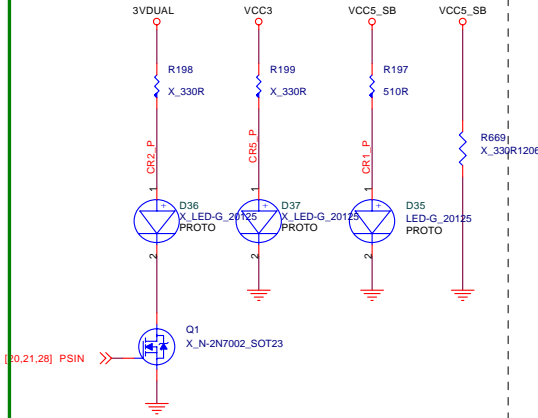 3VDUAL
VCC3
VCC5_SB
VCC5_SB
R198
X_330R
R199
X_330R
R197
510R
R669
X_330R1206
CR2_P
CR5_P
CR1_P
1
1
1
D36
X_LED-G_20125
PROTO
D37
X_LED-G_20125
PROTO
D35
LED-G_20125
PROTO
2
2
2
Q1
X_N-2N7002_SOT23
[20,21,28] PSIN